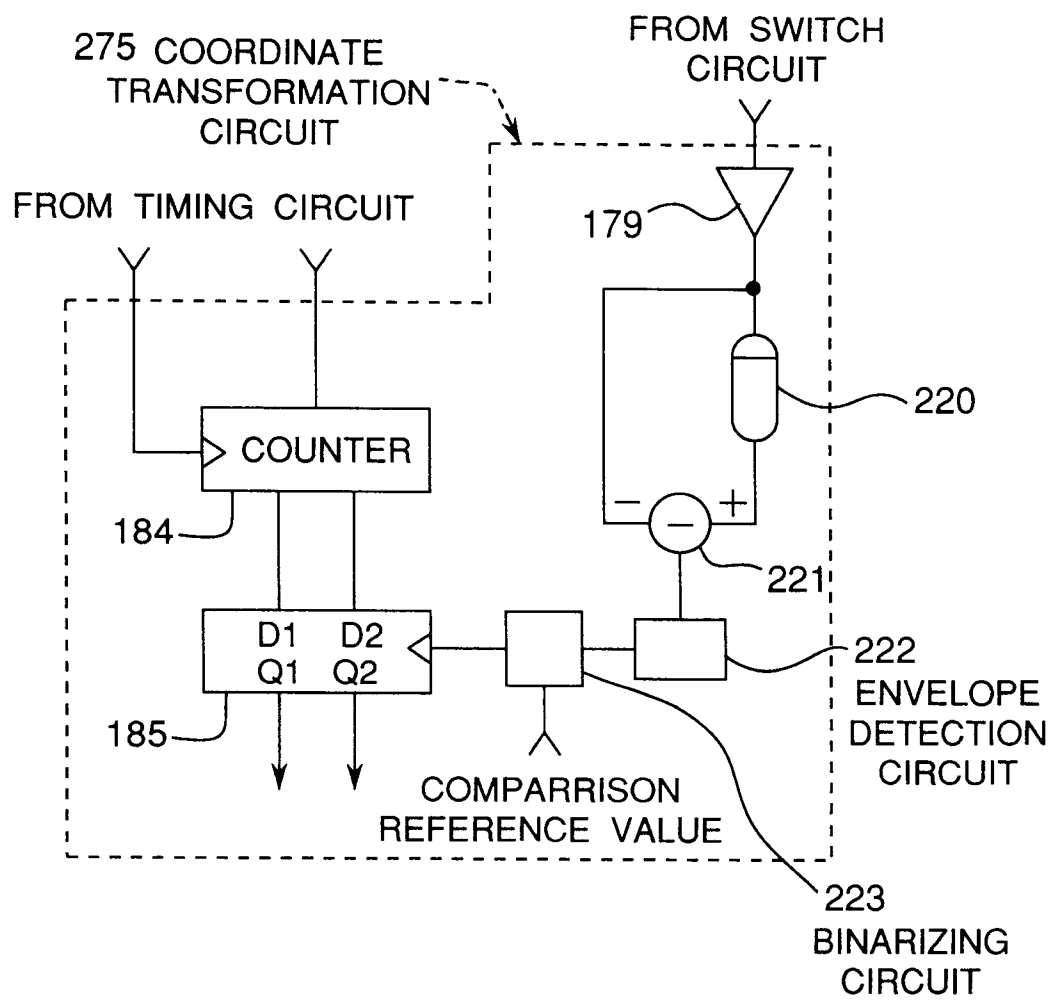 275 COORDINATE
TRANSFORMATION
CIRCUIT
FROM SWITCH
CIRCUIT
FROM TIMING CIRCUIT
179
220
COUNTER
184
− +
−
221
D1 D2
Q1 Q2
185
222
ENVELOPE
DETECTION
CIRCUIT
COMPARRISON
REFERENCE VALUE
223
BINARIZING
CIRCUIT